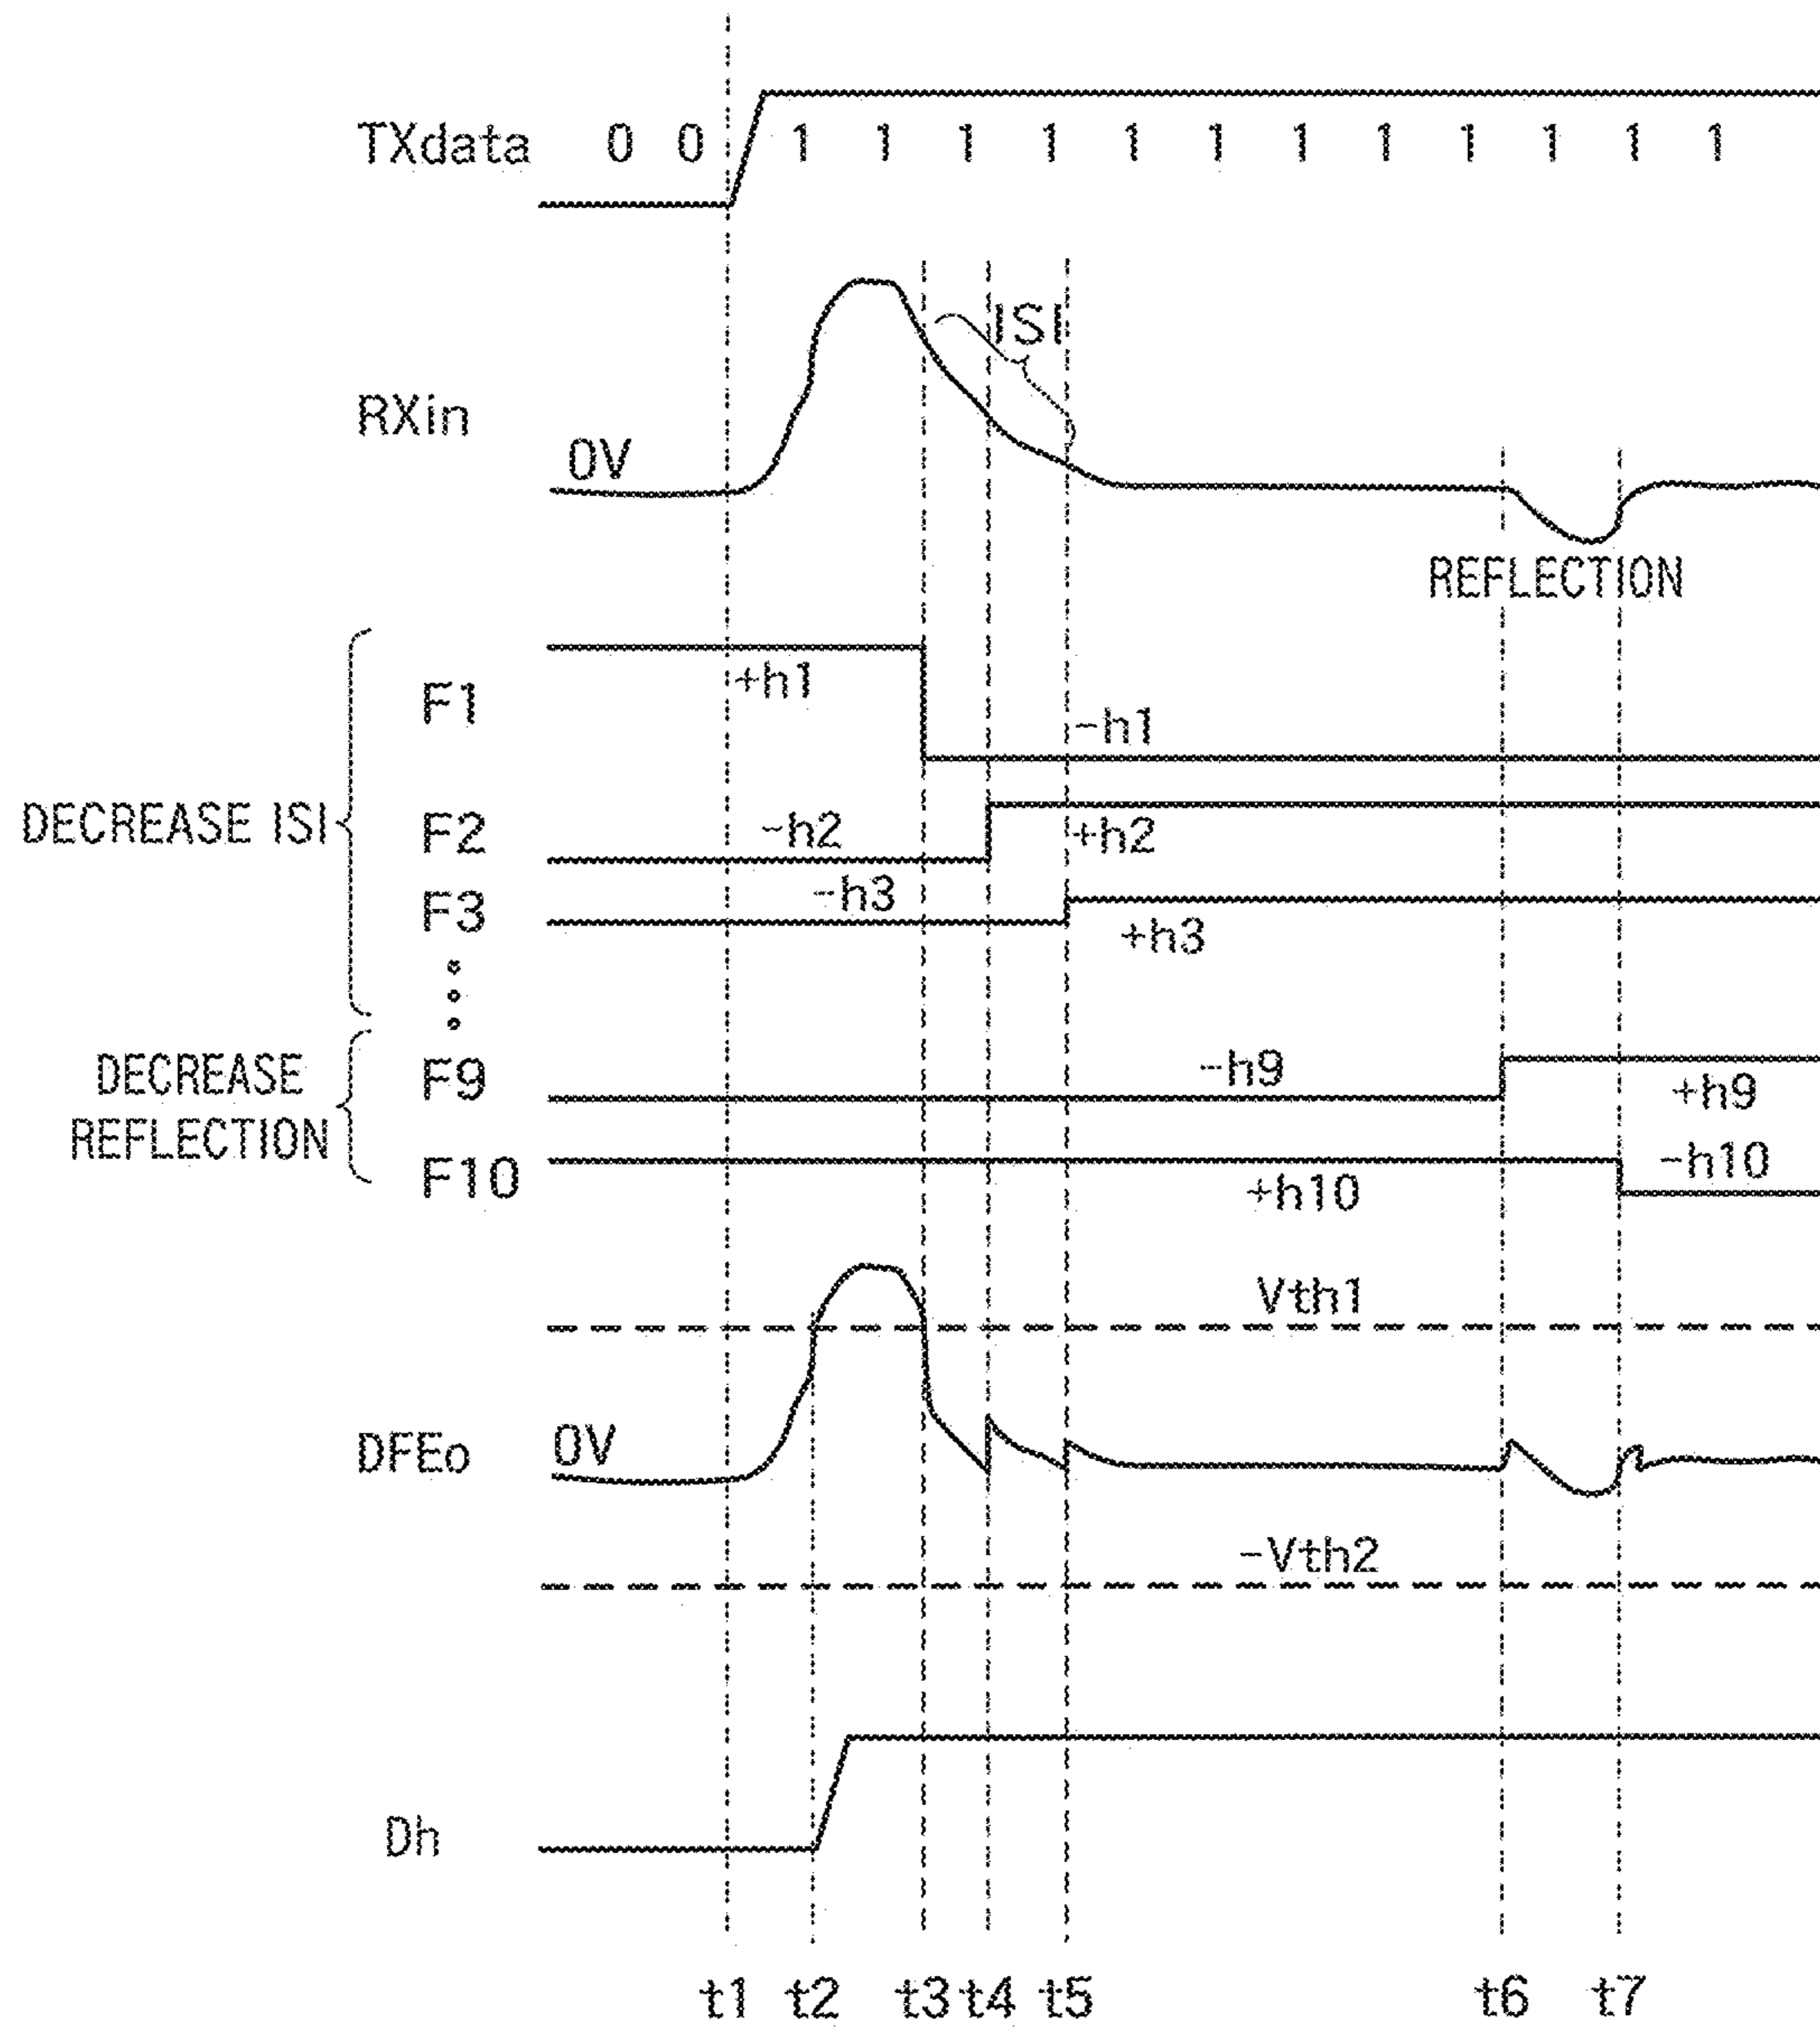 TXdata 0 0 1 1 1 1 1 1 1 1 1 1 1 1
ISI
RXin
0V
REFLECTION
+h1
F1
-h1
DECREASE ISI
F2
-h2
+h2
F3
-h3
+h3
DECREASE
REFLECTION
F9
-h9
+h9
F10
+h10
-h10
Vth1
DFEo
0V
-Vth2
Dh
t1 t2 t3 t4 t5 t6 t7